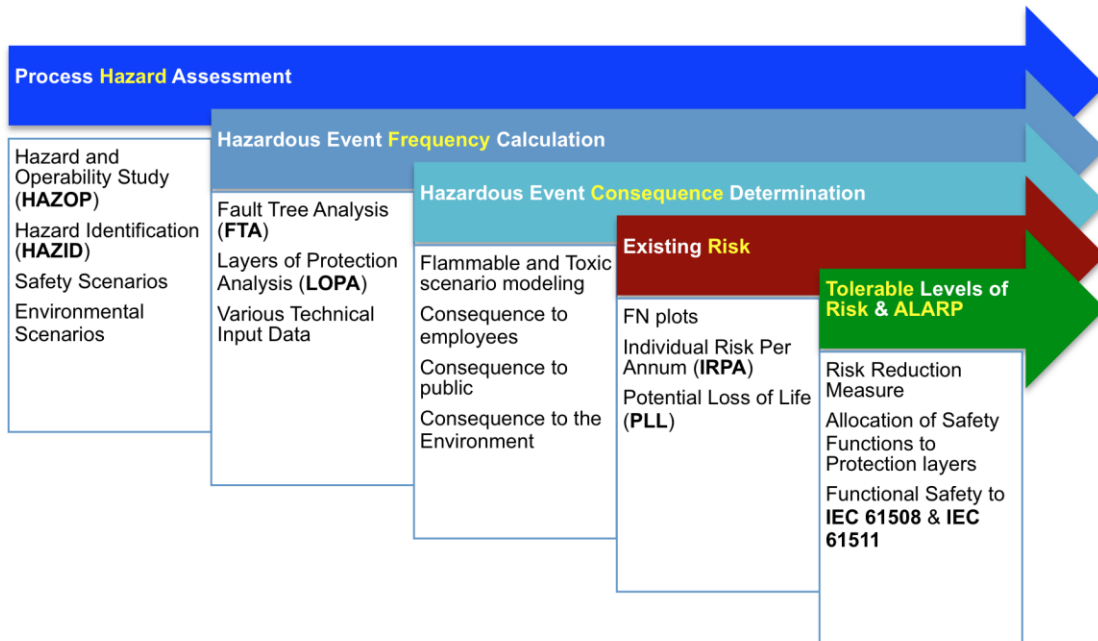 Process Hazard Assessment
Hazard and
Operability Study
(HAZOP)
Hazard Identification
(HAZID)
Safety Scenarios
Environmental
Scenarios
Hazardous Event Frequency Calculation
Fault Tree Analysis
(FTA)
Layers of Protection
Analysis (LOPA)
Various Technical
Input Data
Hazardous Event Consequence Determination
Flammable and Toxic
scenario modeling
Consequence to
employees
Consequence to
public
Consequence to the
Environment
Existing Risk
FN plots
Individual Risk Per
Annum (IRPA)
Potential Loss of Life
(PLL)
Tolerable Levels of
Risk & ALARP
Risk Reduction
Measure
Allocation of Safety
Functions to
Protection layers
Functional Safety to
IEC 61508 & IEC
61511